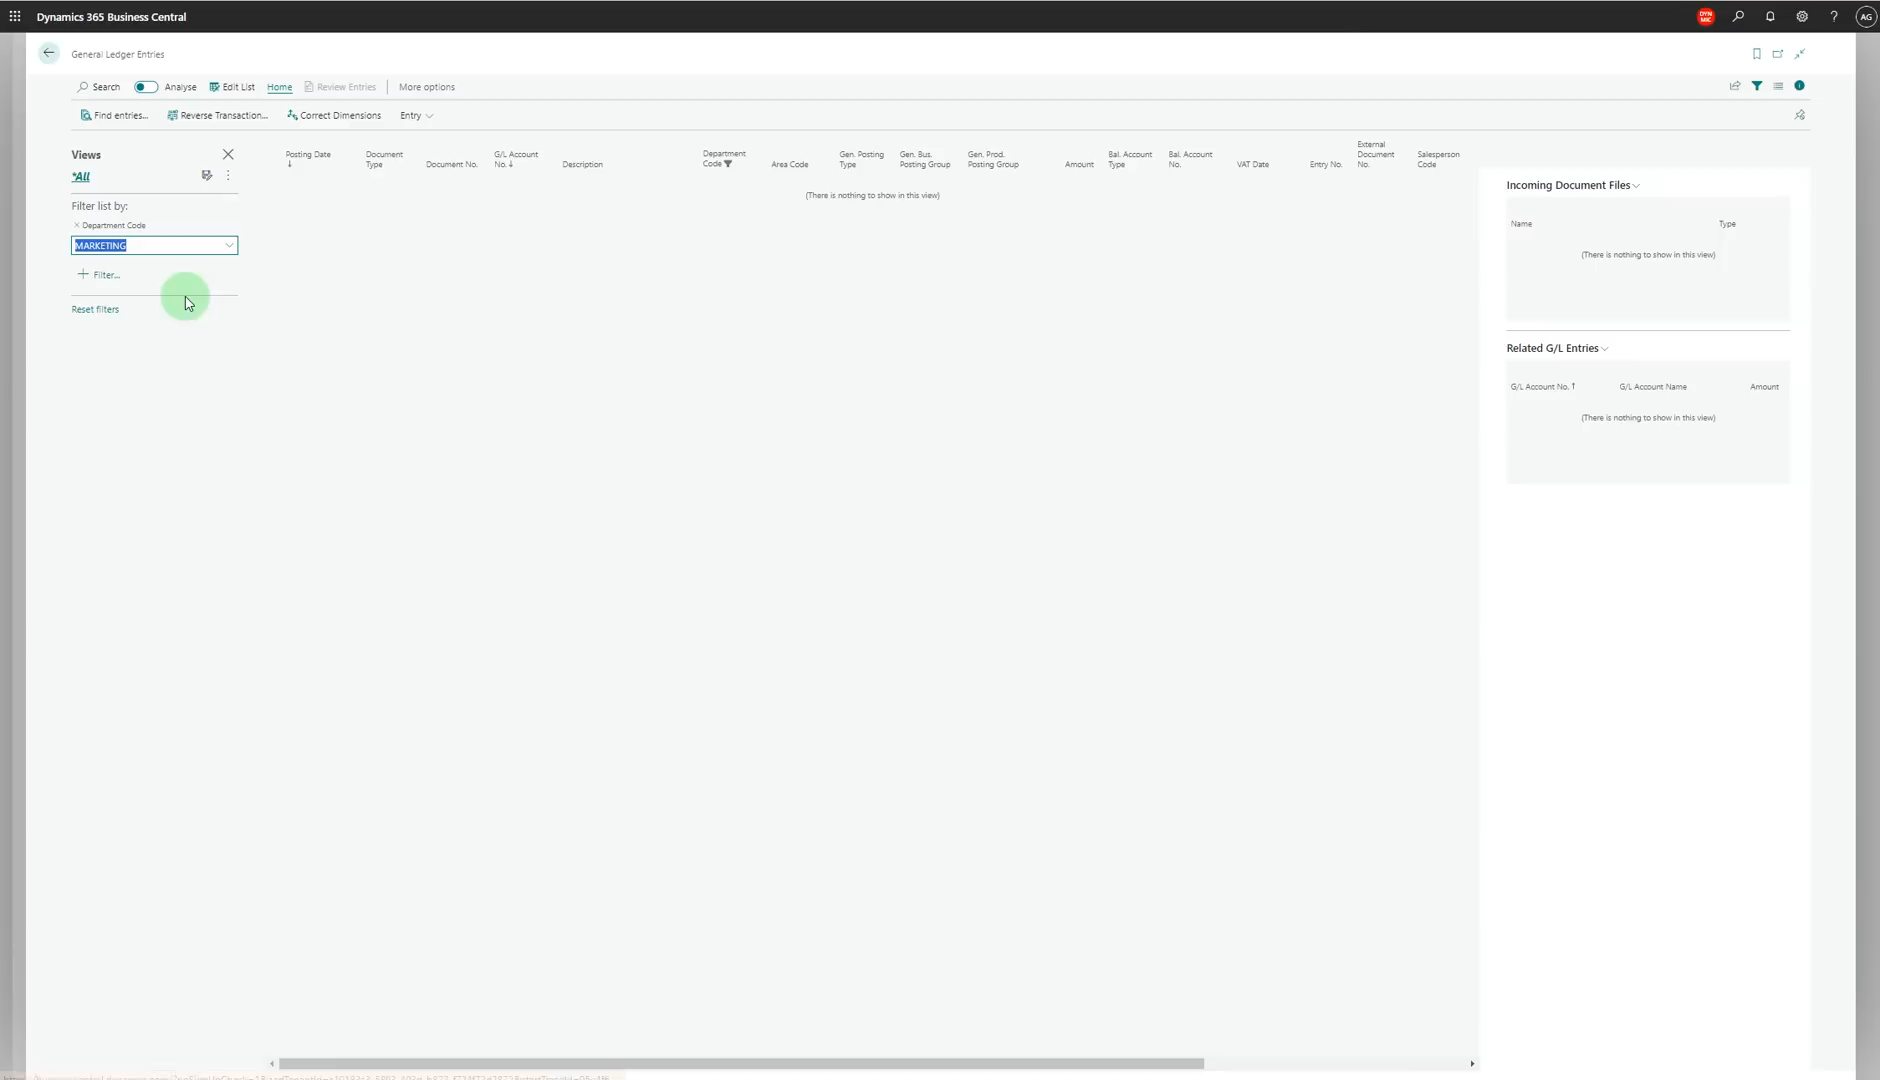 Dynamics 365 Business Central
DYN
MIC
?
AG
General Ledger Entries
Search
Analyse
Edit List
Home
Review Entries
More options
Find entries...
Reverse Transaction...
Correct Dimensions
Entry
Views
*All
Filter list by:
× Department Code
MARKETING
+ Filter...
Reset filters
Posting Date
↓
Document
Type
Document No.
G/L Account
No. ↓
Description
Department
Code
Area Code
Gen. Posting
Type
Gen. Bus.
Posting Group
Gen. Prod.
Posting Group
Amount
Bal. Account
Type
Bal. Account
No.
VAT Date
Entry No.
External
Document
No.
Salesperson
Code
(There is nothing to show in this view)
Incoming Document Files
Name
Type
(There is nothing to show in this view)
Related G/L Entries
G/L Account No. ↑
G/L Account Name
Amount
(There is nothing to show in this view)